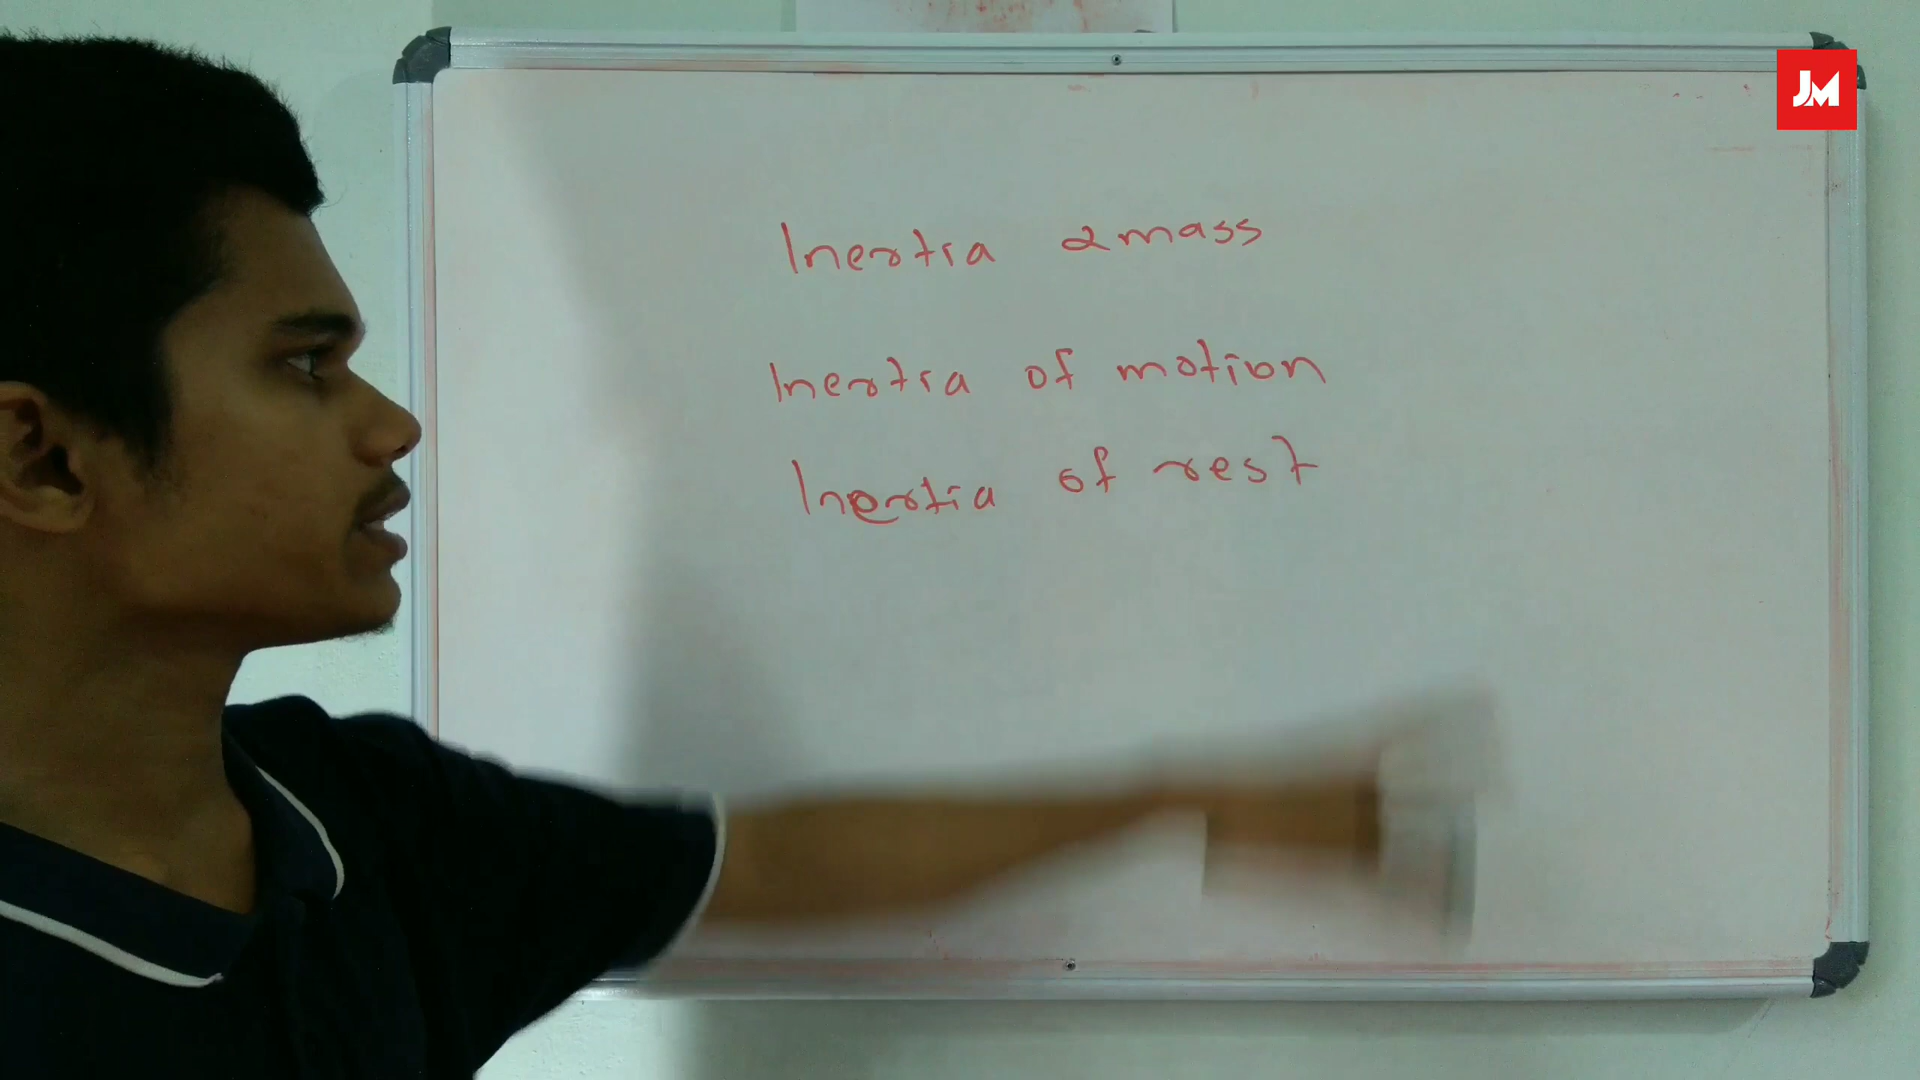 JM
Inertia α mass
Inertia of motion
Inertia of rest